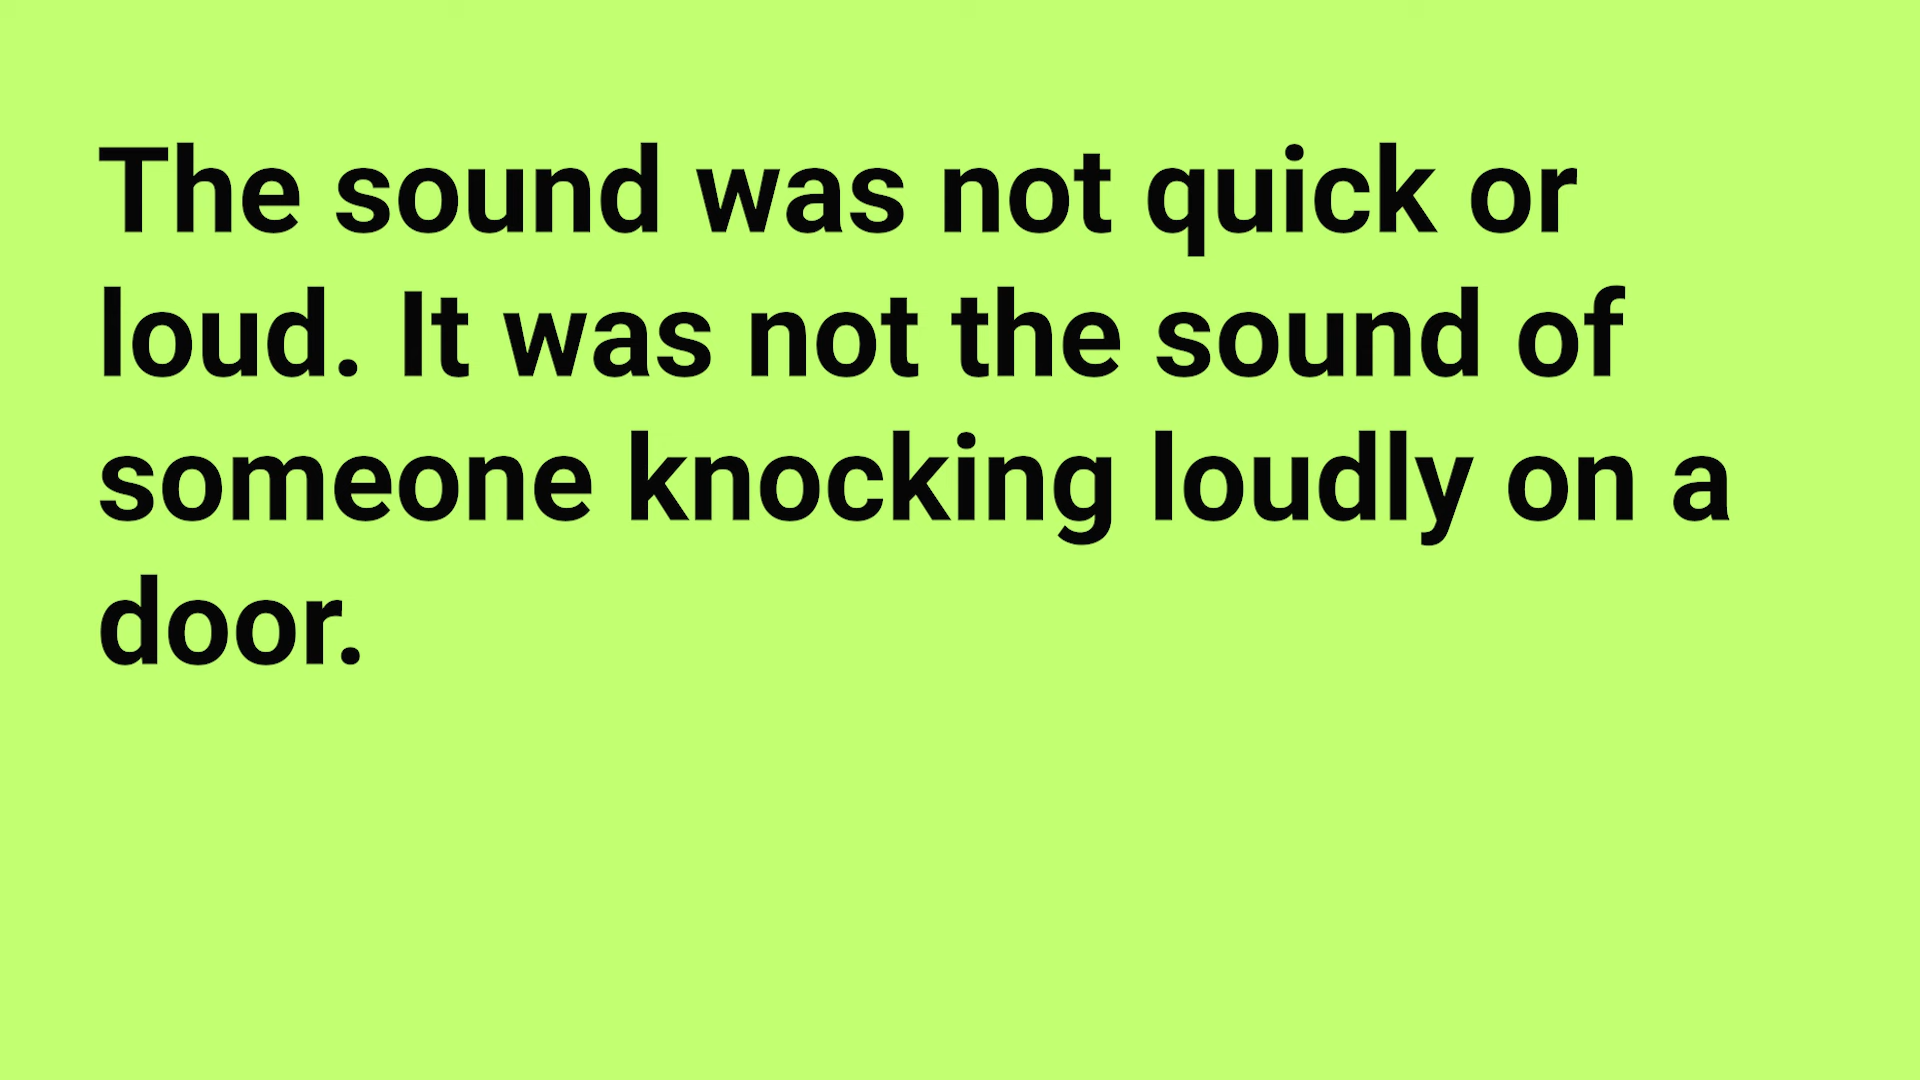 The sound was not quick or
loud. It was not the sound of
someone knocking loudly on a
door.